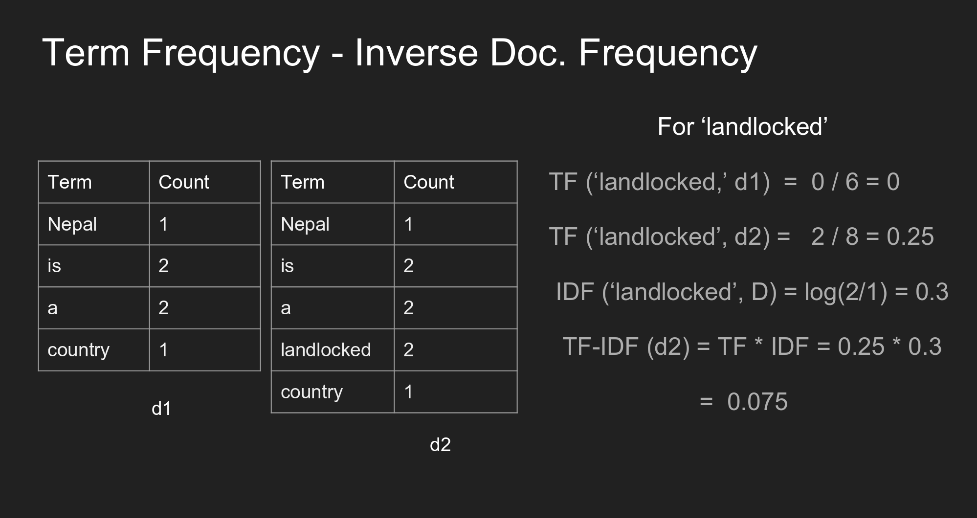 Term Frequency - Inverse Doc. Frequency
For ‘landlocked’
Term Count
Nepal 1
is 2
a 2
country 1
d1
Term Count
Nepal 1
is 2
a 2
landlocked 2
country 1
d2
TF (‘landlocked,’ d1) = 0 / 6 = 0
TF (‘landlocked’, d2) = 2 / 8 = 0.25
IDF (‘landlocked’, D) = log(2/1) = 0.3
TF-IDF (d2) = TF * IDF = 0.25 * 0.3
= 0.075